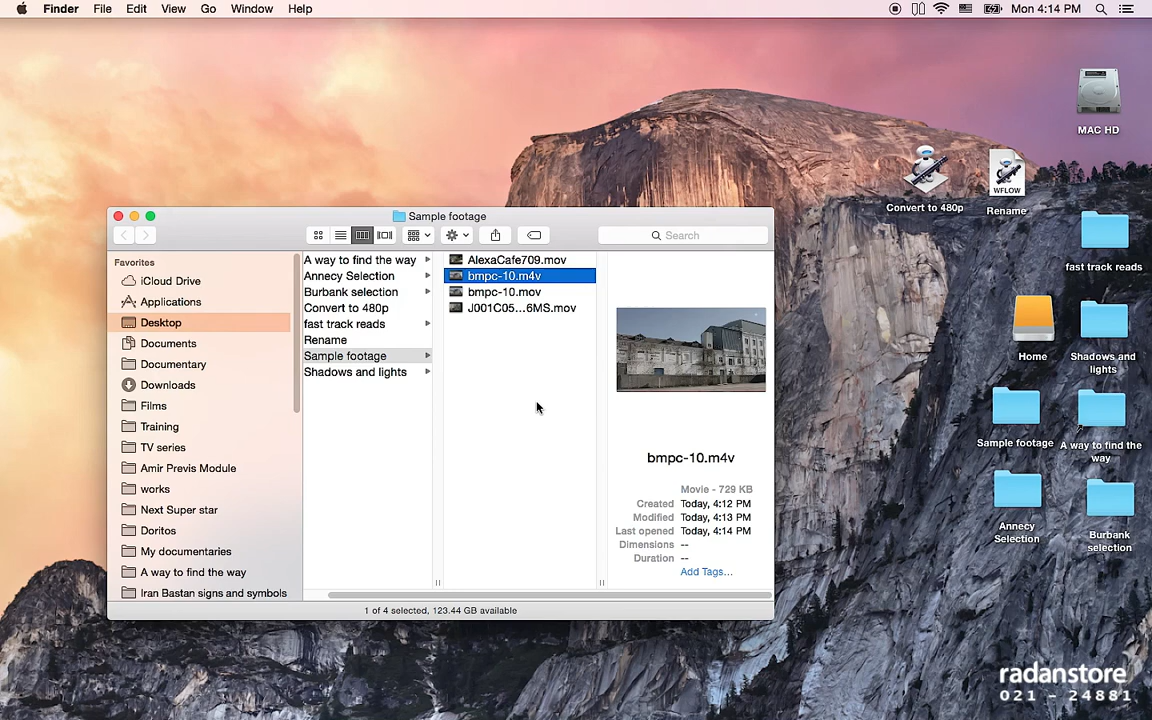 Finder File Edit View Go Window Help
Mon 4:14 PM
Sample footage
Search
Favorites
iCloud Drive
Applications
Desktop
Documents
Documentary
Downloads
Films
Training
TV series
Amir Previs Module
works
Next Super star
Doritos
My documentaries
A way to find the way
Iran Bastan signs and symbols
A way to find the way
Annecy Selection
Burbank selection
Convert to 480p
fast track reads
Rename
Sample footage
Shadows and lights
AlexaCafe709.mov
bmpc-10.m4v
bmpc-10.mov
J001C05...6MS.mov
bmpc-10.m4v
Movie - 729 KB
Created Today, 4:12 PM
Modified Today, 4:13 PM
Last opened Today, 4:14 PM
Dimensions --
Duration --
Add Tags...
1 of 4 selected, 123.44 GB available
MAC HD
Convert to 480p
WFLOW
Rename
fast track reads
Home
Shadows and
lights
Sample footage
A way to find the
way
Annecy
Selection
Burbank
selection
radanstore
021 – 24881